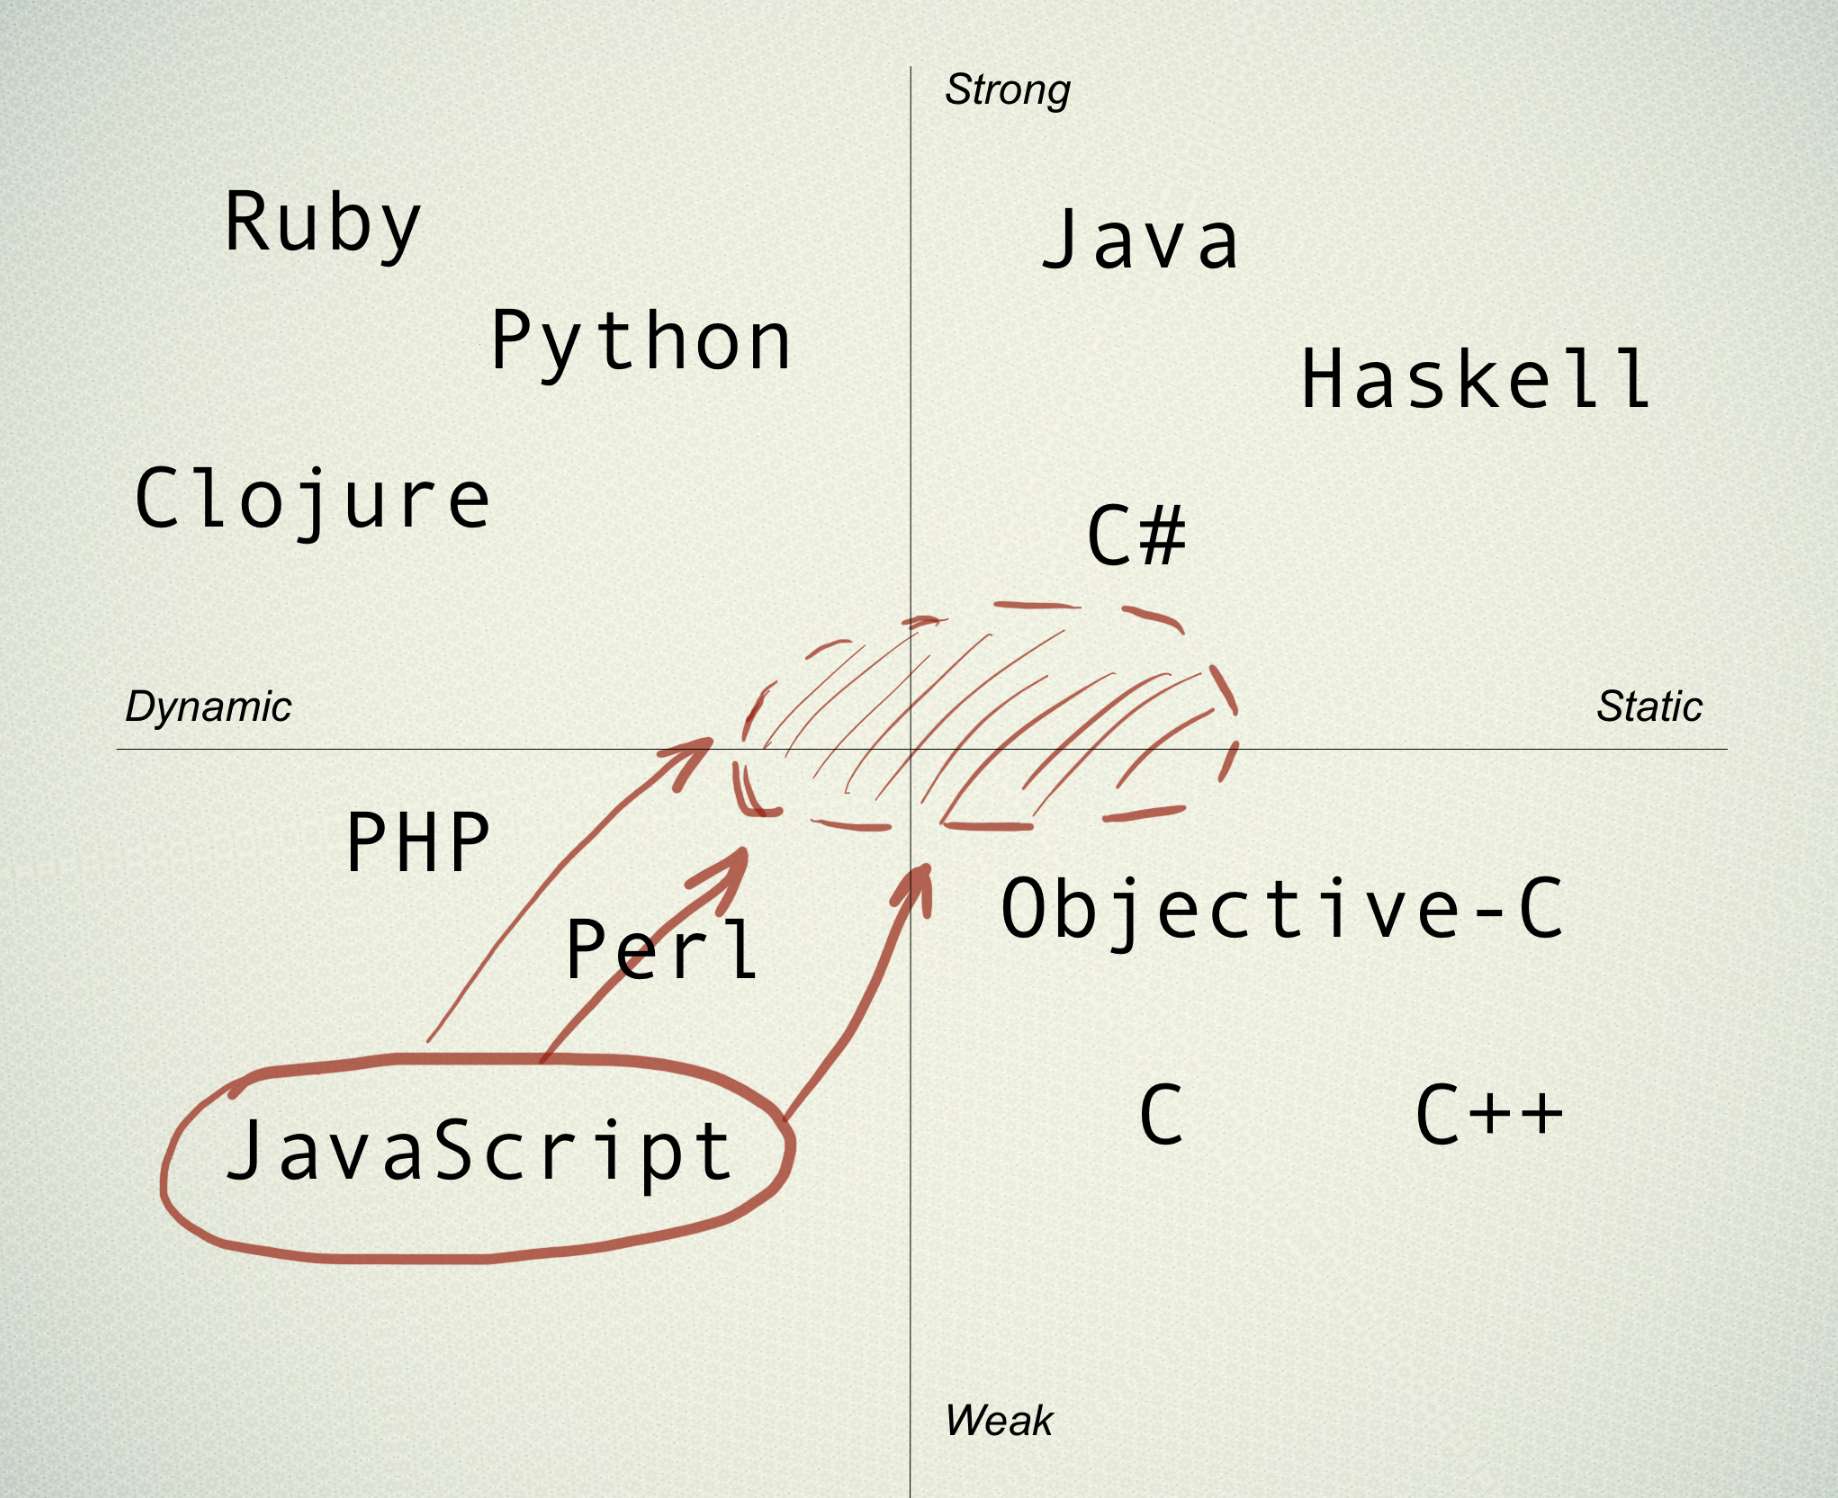 Strong
Ruby
Java
Python
Haskell
Clojure
C#
Dynamic
Static
PHP
Objective-C
Perl
C
C++
JavaScript
Weak